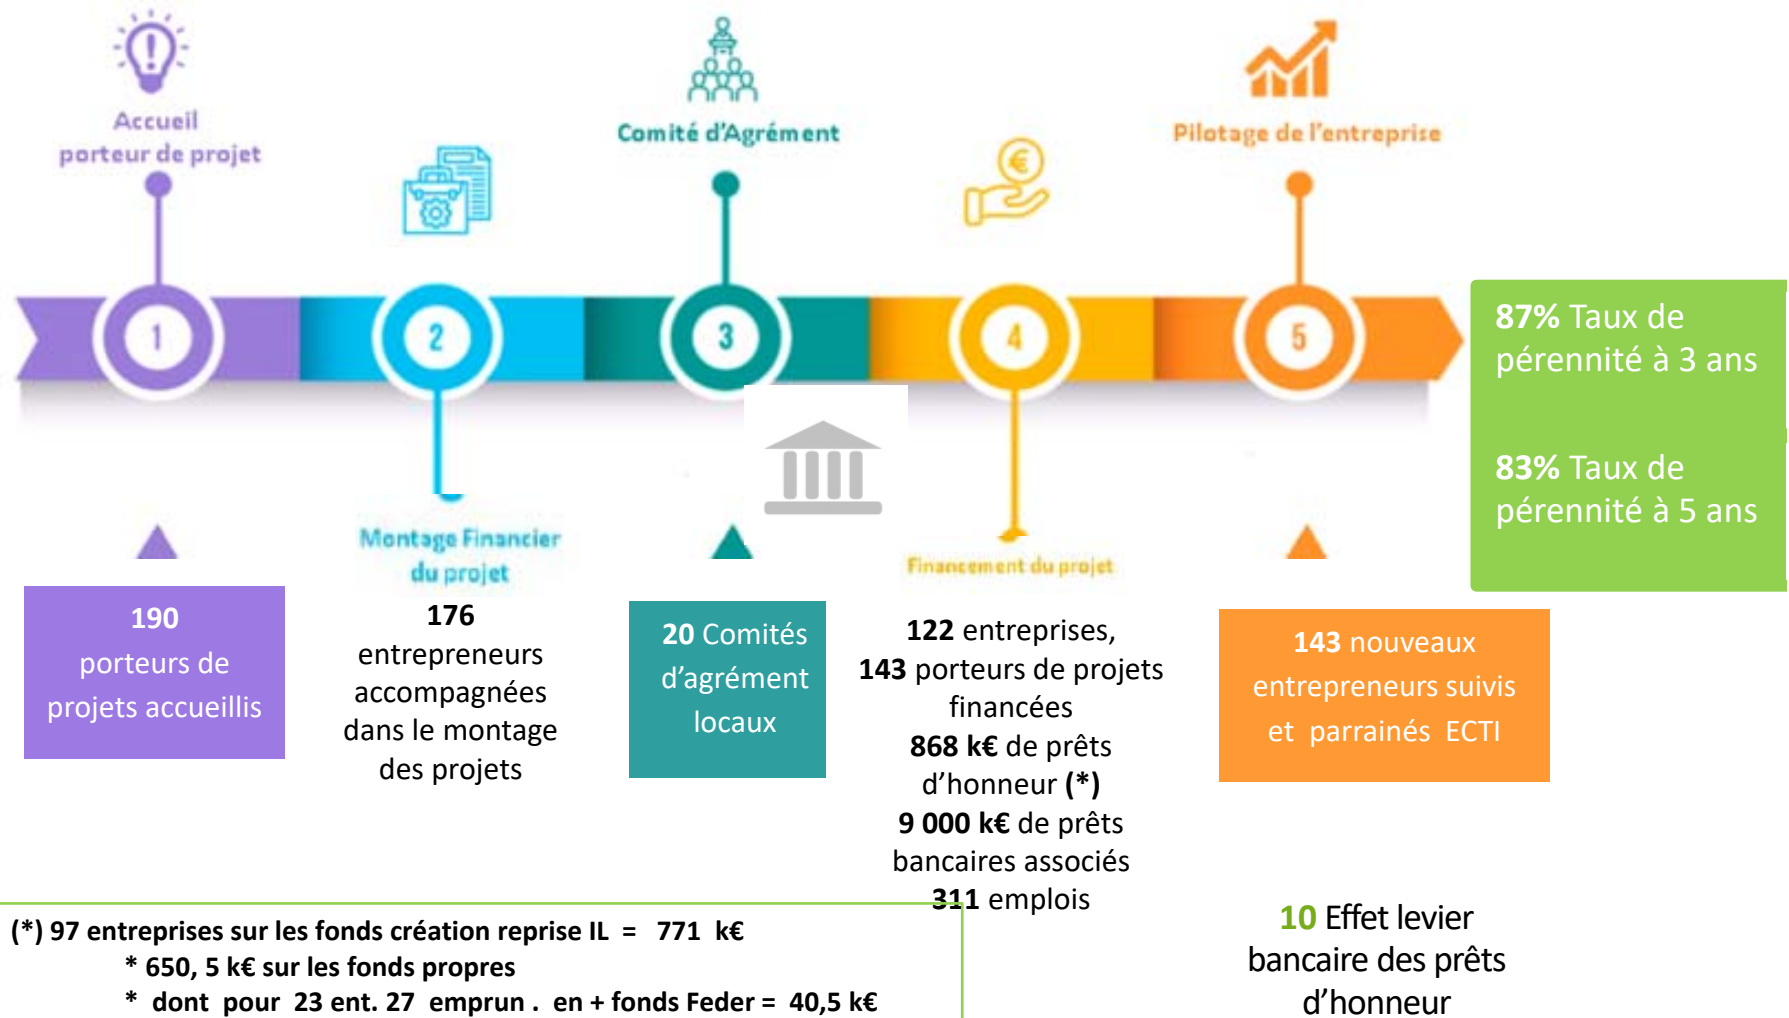 Accueil
porteur de projet
Comité d'Agrément
€
Pilotage de l'entreprise
1
2
3
4
5
87% Taux de
pérennité à 3 ans
83% Taux de
pérennité à 5 ans
Montage Financier
du projet
Financement du projet
190
porteurs de
projets accueillis
176
entrepreneurs
accompagnées
dans le montage
des projets
20 Comités
d'agrément
locaux
122 entreprises,
143 porteurs de projets
financées
868 k€ de prêts
d'honneur (*)
9 000 k€ de prêts
bancaires associés
311 emplois
143 nouveaux
entrepreneurs suivis
et parrainés ECTI
(*) 97 entreprises sur les fonds création reprise IL = 771 k€
* 650, 5 k€ sur les fonds propres
* dont pour 23 ent. 27 emprun . en + fonds Feder = 40,5 k€
10 Effet levier
bancaire des prêts
d'honneur